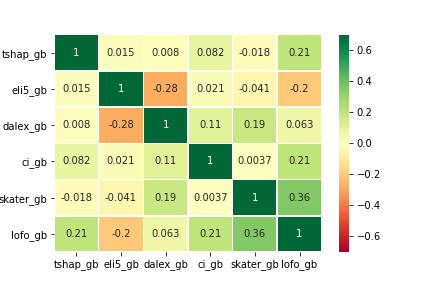 tshap_gb 1 0.015 0.008 0.082 -0.018 0.21
eli5_gb 0.015 1 -0.28 0.021 -0.041 -0.2
dalex_gb 0.008 -0.28 1 0.11 0.19 0.063
ci_gb 0.082 0.021 0.11 1 0.0037 0.21
skater_gb -0.018 -0.041 0.19 0.0037 1 0.36
lofo_gb 0.21 -0.2 0.063 0.21 0.36 1
tshap_gb eli5_gb dalex_gb ci_gb skater_gb lofo_gb
0.6
0.4
0.2
0.0
−0.2
−0.4
−0.6